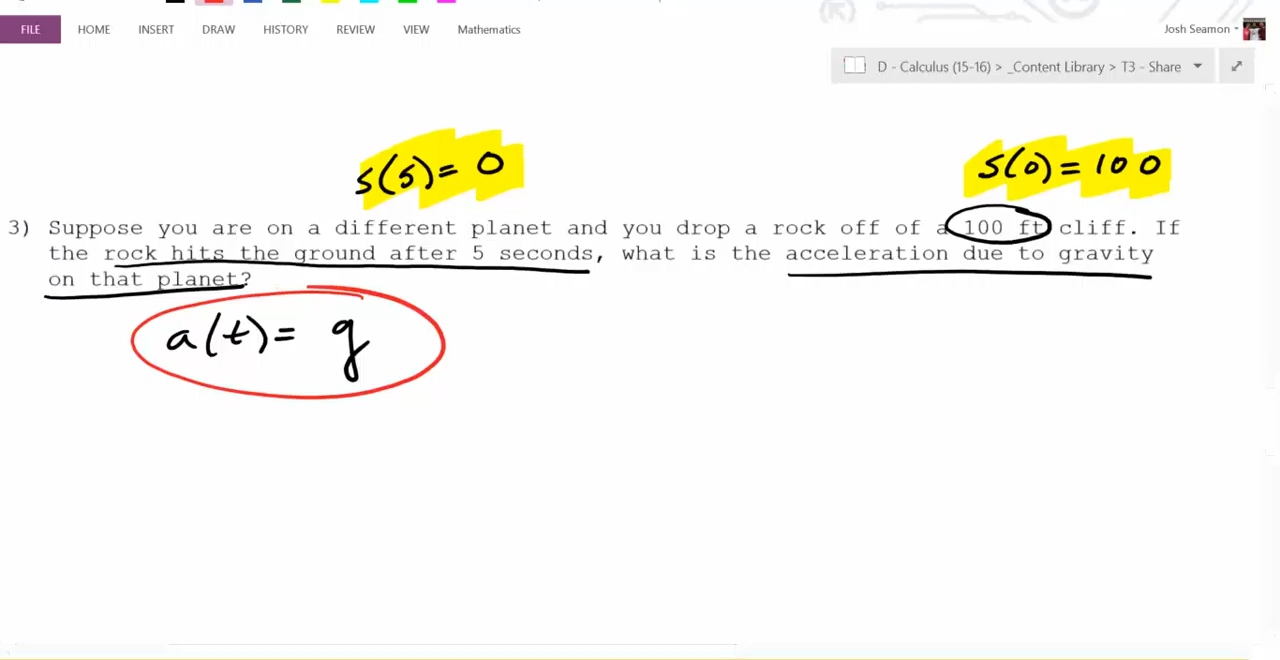 FILE HOME INSERT DRAW HISTORY REVIEW VIEW Mathematics
Josh Seamon
D - Calculus (15-16) > _Content Library > T3 - Share
s(5) = 0
s(0) = 100
3) Suppose you are on a different planet and you drop a rock off of a 100 ft cliff. If
the rock hits the ground after 5 seconds, what is the acceleration due to gravity
on that planet?
a(t) = g